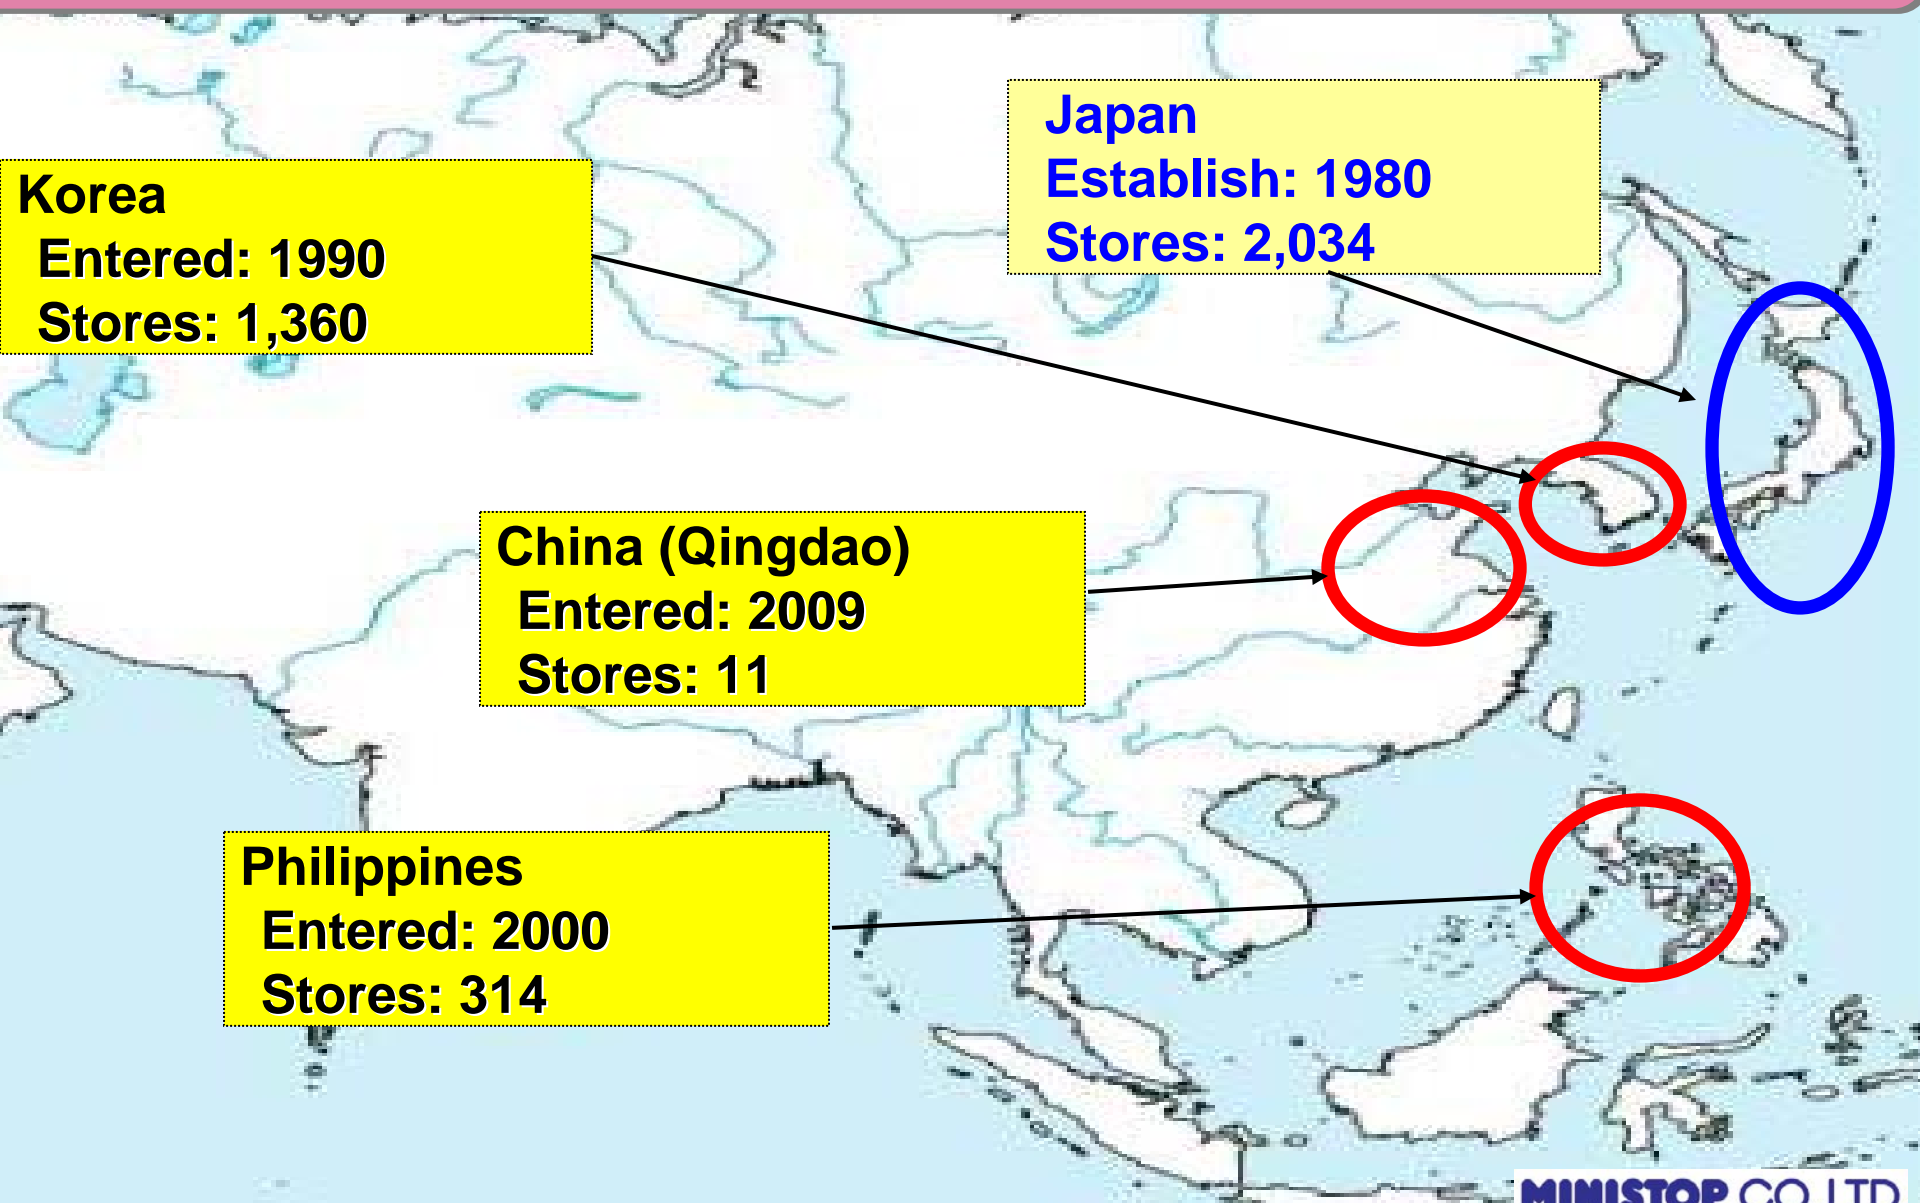 Japan
Establish: 1980
Stores: 2,034
Korea
Entered: 1990
Stores: 1,360
China (Qingdao)
Entered: 2009
Stores: 11
Philippines
Entered: 2000
Stores: 314
MINISTOP CO.,LTD